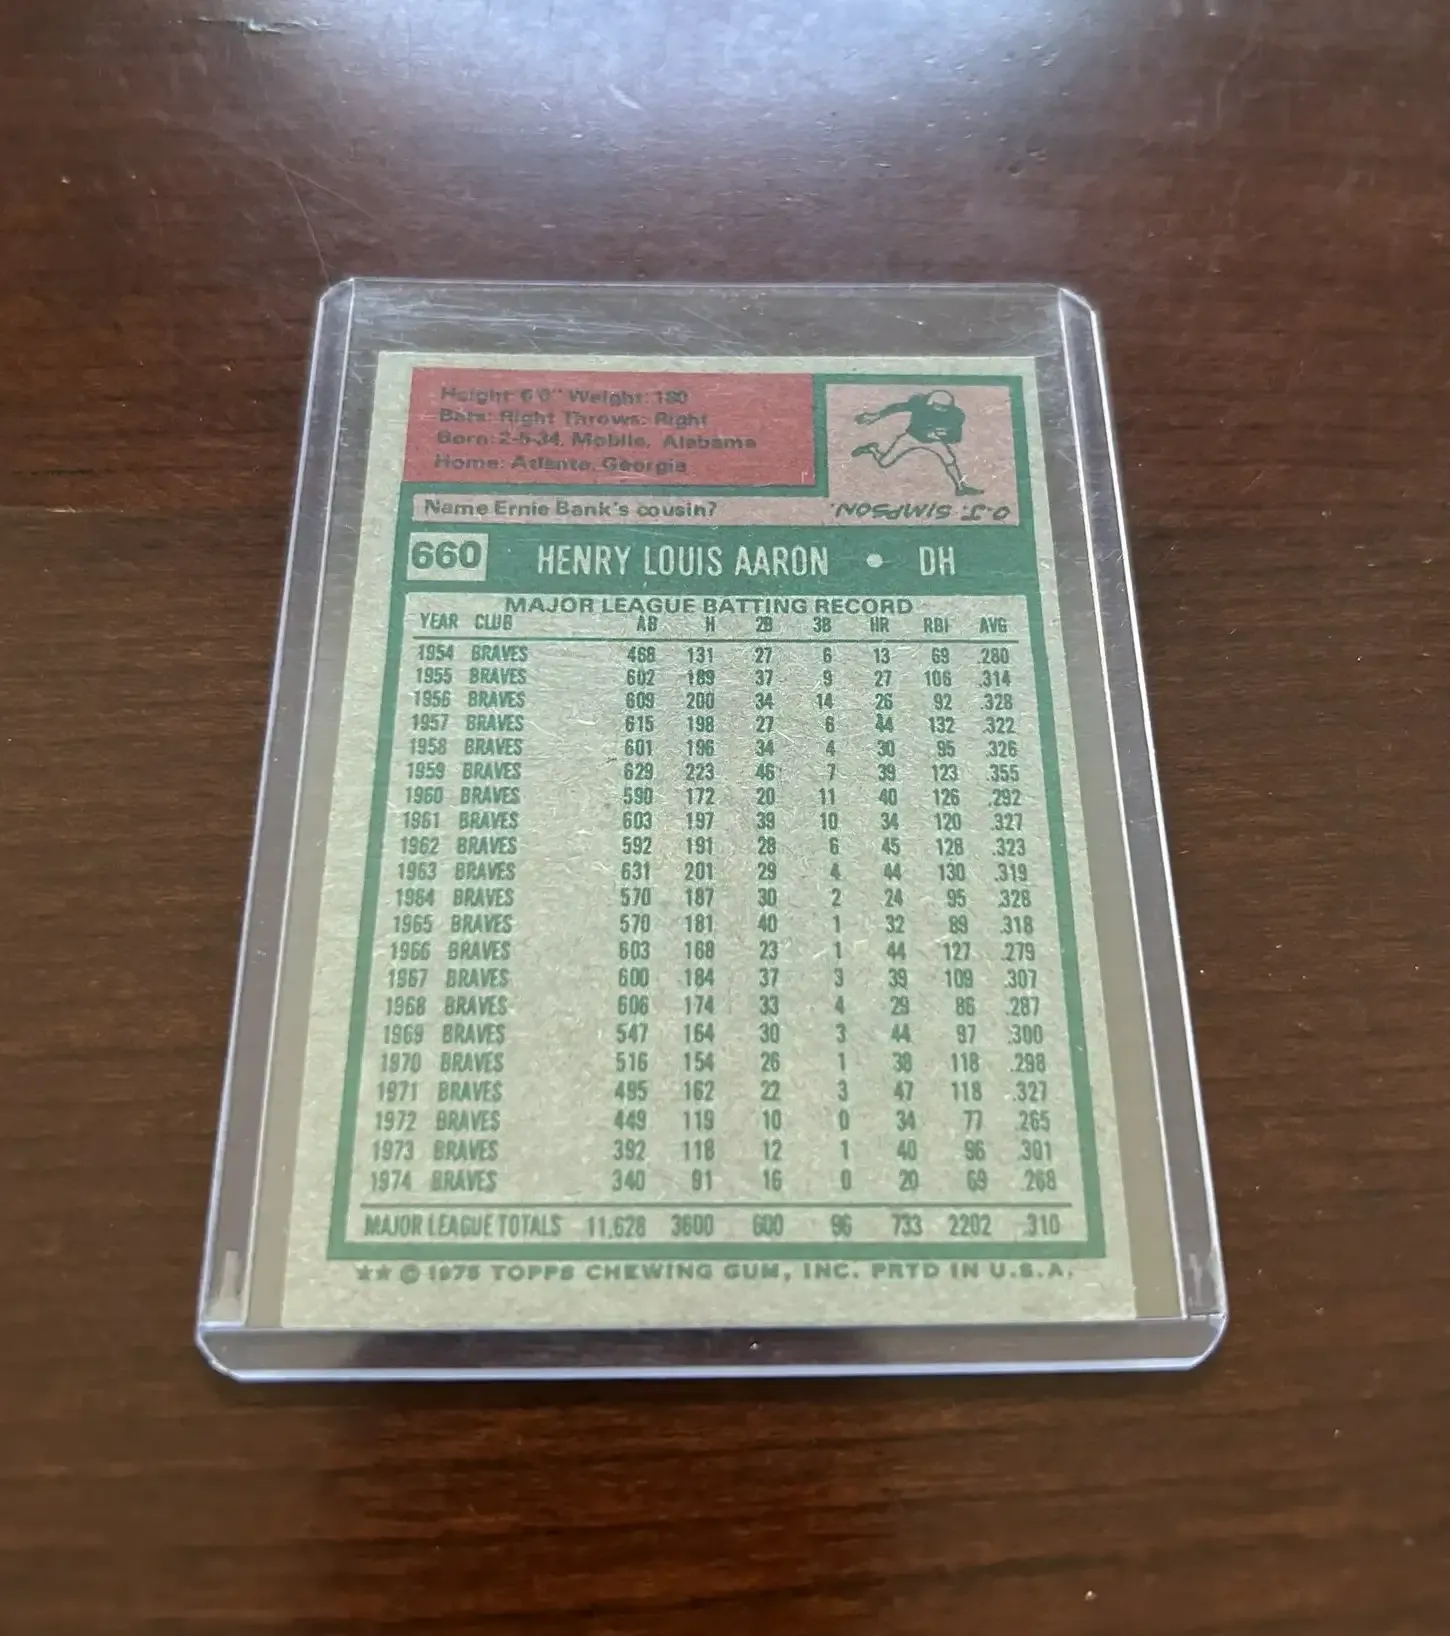 Height: 6'0" Weight: 180
Bats: Right Throws: Right
Born: 2-5-34, Mobile, Alabama
Home: Atlanta, Georgia
Name Ernie Bank's cousin?
O.J. SIMPSON.
660 HENRY LOUIS AARON • DH
MAJOR LEAGUE BATTING RECORD
YEAR CLUB AB H 2B 3B HR RBI AVG
1954 BRAVES 468 131 27 6 13 69 .280
1955 BRAVES 602 189 37 9 27 106 .314
1956 BRAVES 609 200 34 14 26 92 .328
1957 BRAVES 615 198 27 6 44 132 .322
1958 BRAVES 601 196 34 4 30 95 .326
1959 BRAVES 629 223 46 7 39 123 .355
1960 BRAVES 590 172 20 11 40 126 .292
1961 BRAVES 603 197 39 10 34 120 .327
1962 BRAVES 592 191 28 6 45 128 .323
1963 BRAVES 631 201 29 4 44 130 .319
1964 BRAVES 570 187 30 2 24 95 .328
1965 BRAVES 570 181 40 1 32 89 .318
1966 BRAVES 603 168 23 1 44 127 .279
1967 BRAVES 600 184 37 3 39 109 .307
1968 BRAVES 606 174 33 4 29 86 .287
1969 BRAVES 547 164 30 3 44 97 .300
1970 BRAVES 516 154 26 1 38 118 .298
1971 BRAVES 495 162 22 3 47 118 .327
1972 BRAVES 449 119 10 0 34 77 .265
1973 BRAVES 392 118 12 1 40 96 .301
1974 BRAVES 340 91 16 0 20 69 .268
MAJOR LEAGUE TOTALS 11,628 3600 600 96 733 2202 .310
★★ © 1975 TOPPS CHEWING GUM, INC. PRTD IN U.S.A.